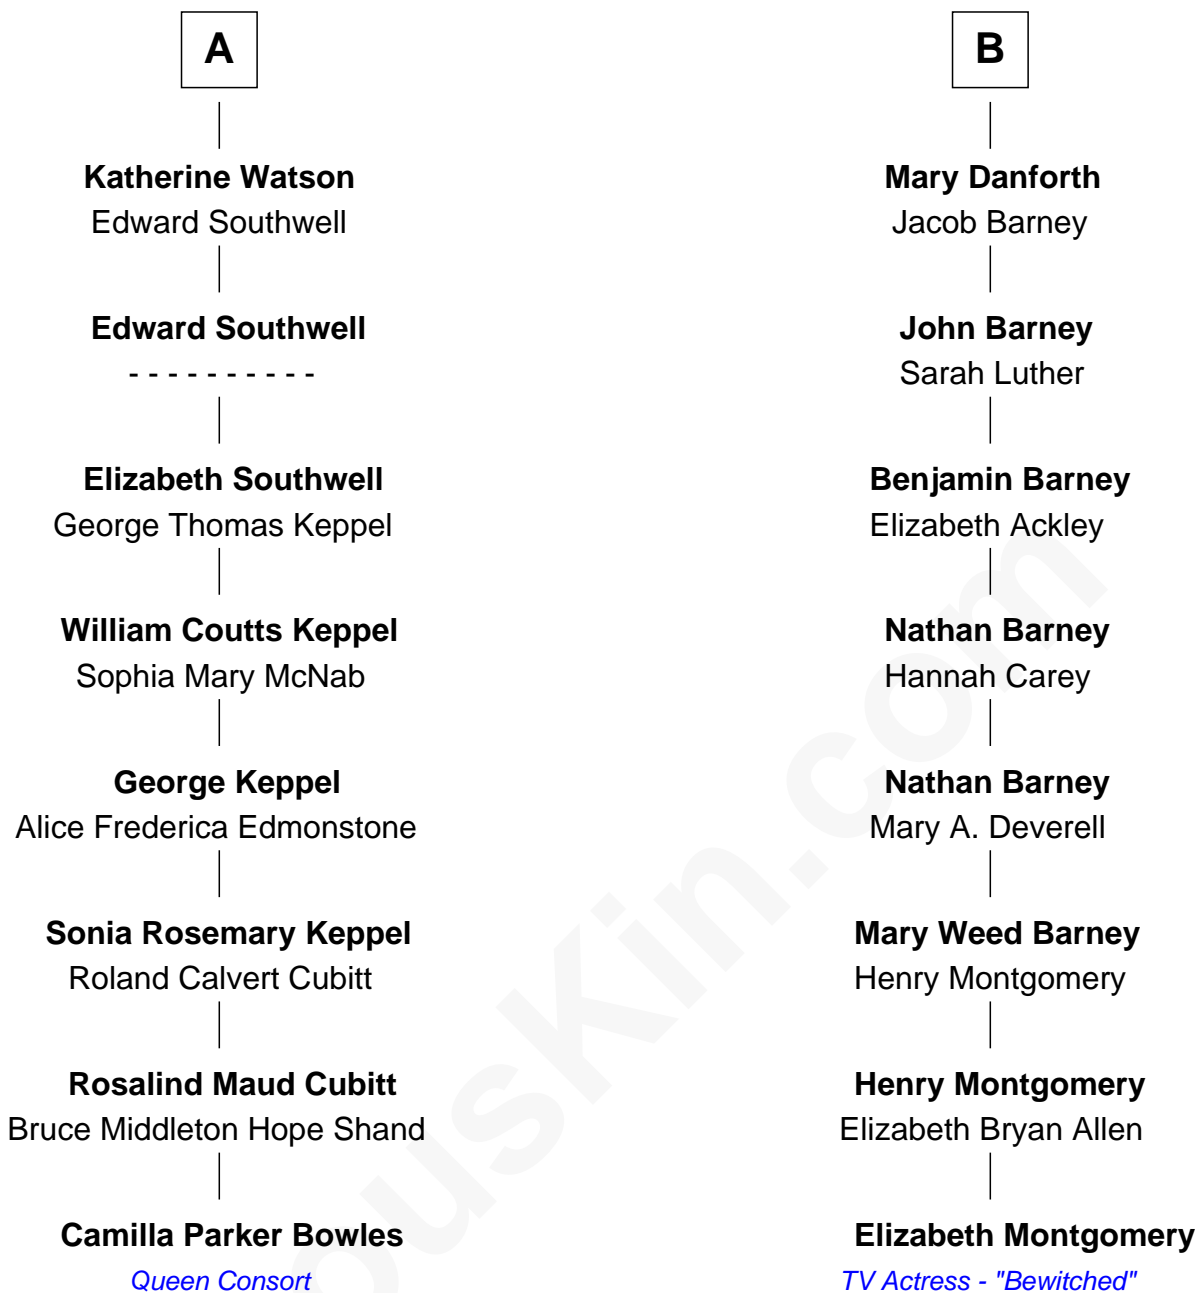 A
Katherine Watson
Edward Southwell
Edward Southwell
- - - - - - - - - -
Elizabeth Southwell
George Thomas Keppel
William Coutts Keppel
Sophia Mary McNab
George Keppel
Alice Frederica Edmonstone
Sonia Rosemary Keppel
Roland Calvert Cubitt
Rosalind Maud Cubitt
Bruce Middleton Hope Shand
Camilla Parker Bowles
Queen Consort
B
Mary Danforth
Jacob Barney
John Barney
Sarah Luther
Benjamin Barney
Elizabeth Ackley
Nathan Barney
Hannah Carey
Nathan Barney
Mary A. Deverell
Mary Weed Barney
Henry Montgomery
Henry Montgomery
Elizabeth Bryan Allen
Elizabeth Montgomery
TV Actress - "Bewitched"
ousKin.com